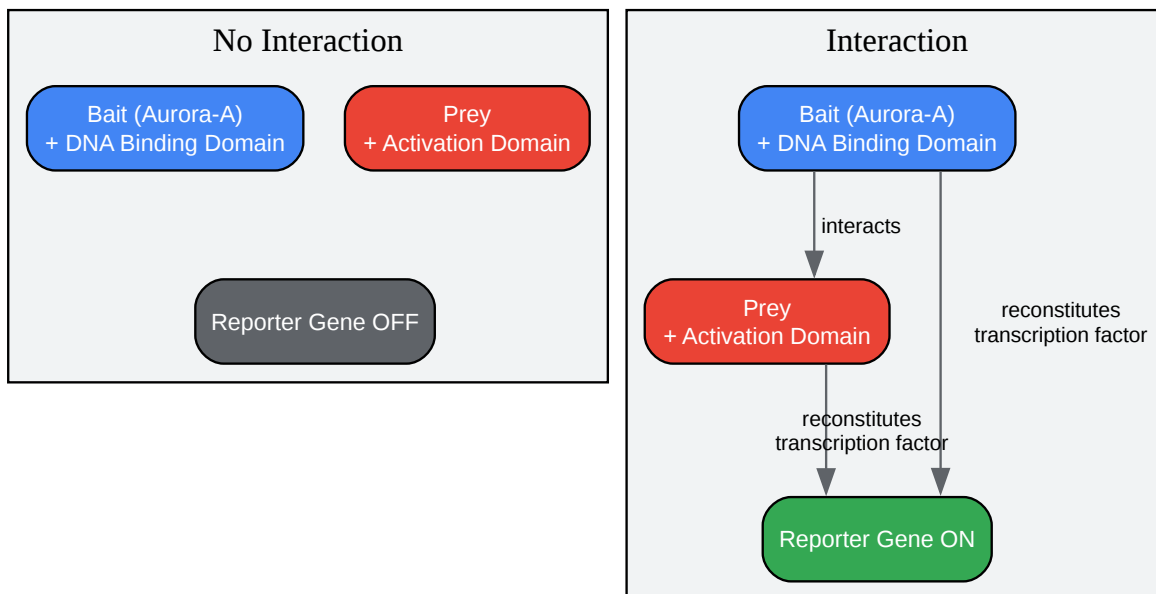 No Interaction
Bait (Aurora-A)
+ DNA Binding Domain
Prey
+ Activation Domain
Reporter Gene OFF
Interaction
Bait (Aurora-A)
+ DNA Binding Domain
interacts
Prey
+ Activation Domain
reconstitutes
transcription factor
reconstitutes
transcription factor
Reporter Gene ON